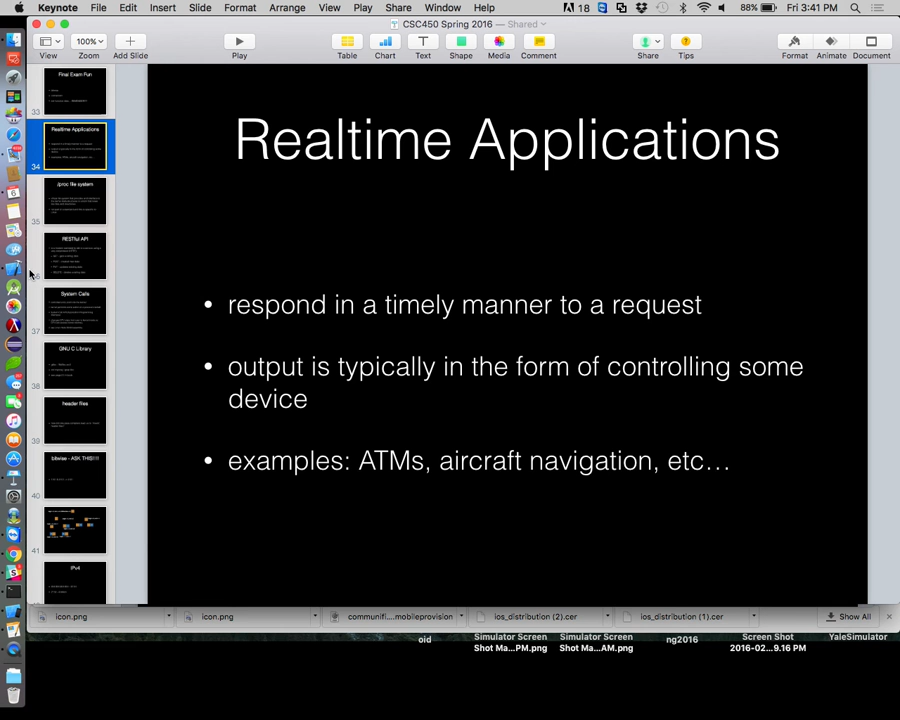 Keynote File Edit Insert Slide Format Arrange View Play Share Window Help 18 88% Fri 3:41 PM
CSC450 Spring 2016 — Shared
100%
View Zoom Add Slide Play Table Chart Text Shape Media Comment Share Tips Format Animate Document
Final Exam Fun
33
Realtime Applications
34
/proc file system
35
RESTful API
36
System Calls
37
GNU C Library
38
header files
39
bitwise - ASK THIS!!!!
40
41
IPv4
Realtime Applications
• respond in a timely manner to a request
• output is typically in the form of controlling some
device
• examples: ATMs, aircraft navigation, etc…
icon.png icon.png communifi....mobileprovision ios_distribution (2).cer ios_distribution (1).cer Show All
oid
Simulator Screen
Shot Ma...PM.png
Simulator Screen
Shot Ma...AM.png
ng2016
Screen Shot
2016-02...9.16 PM
YaleSimulator